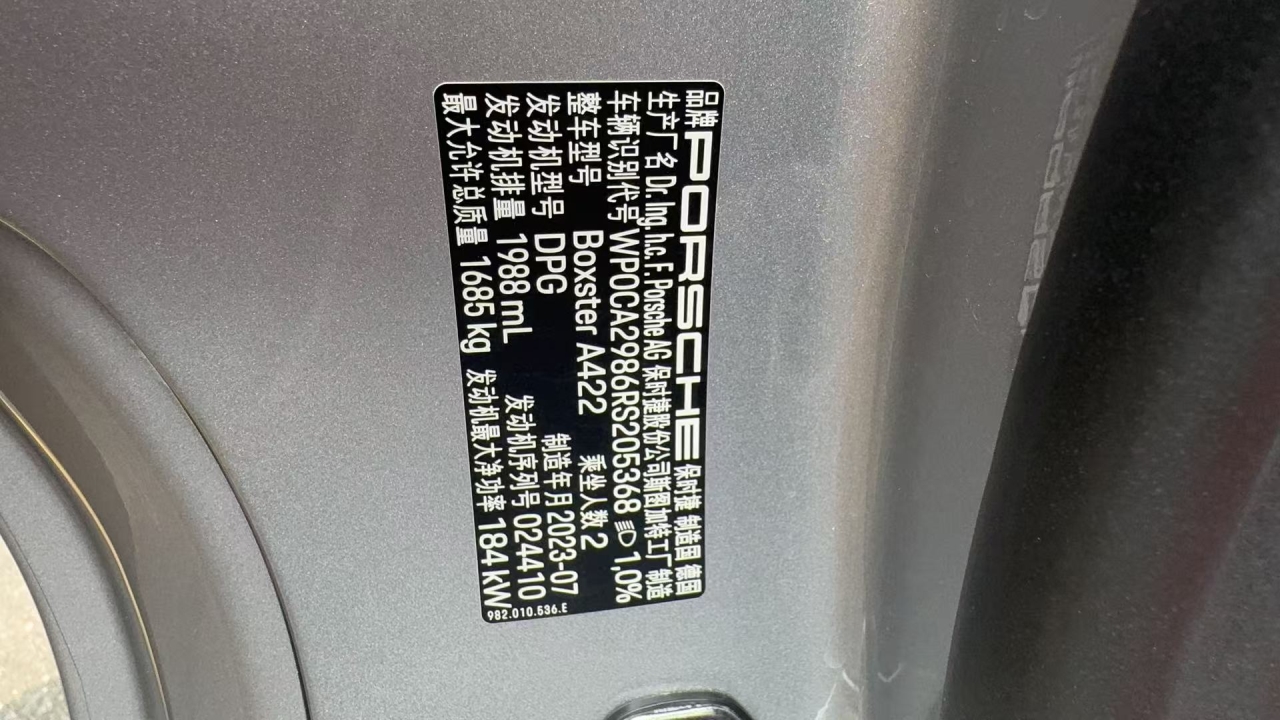 品牌 PORSCHE 保时捷 制造国 德国
生产厂名 Dr. Ing. h.c. F. Porsche AG 保时捷股份公司斯图加特工厂制造
车辆识别代号 WP0CA2986RS205368 1,0%
整车型号 Boxster A422 乘坐人数 2
发动机型号 DPG 制造年月 2023-07
发动机排量 1988 mL 发动机序列号 024410
最大允许总质量 1685 kg 发动机最大净功率 184 kW
982.010.536.E